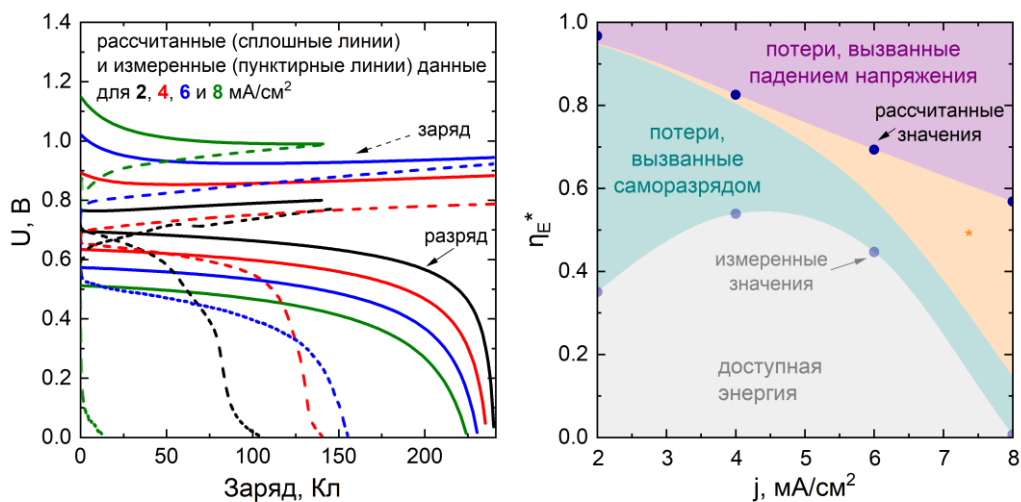 1.4
1.2
1.0
0.8
0.6
0.4
0.2
0.0
U, В
рассчитанные (сплошные линии)
и измеренные (пунктирные линии) данные
для 2, 4, 6 и 8 мА/см²
заряд
разряд
0
50
100
150
200
Заряд, Кл
1.0
0.8
0.6
0.4
0.2
0.0
ηE*
потери, вызванные
падением напряжения
рассчитанные
значения
потери,
вызванные
саморазрядом
*
измеренные
значения
доступная
энергия
2
3
4
5
6
7
8
j, мА/см²